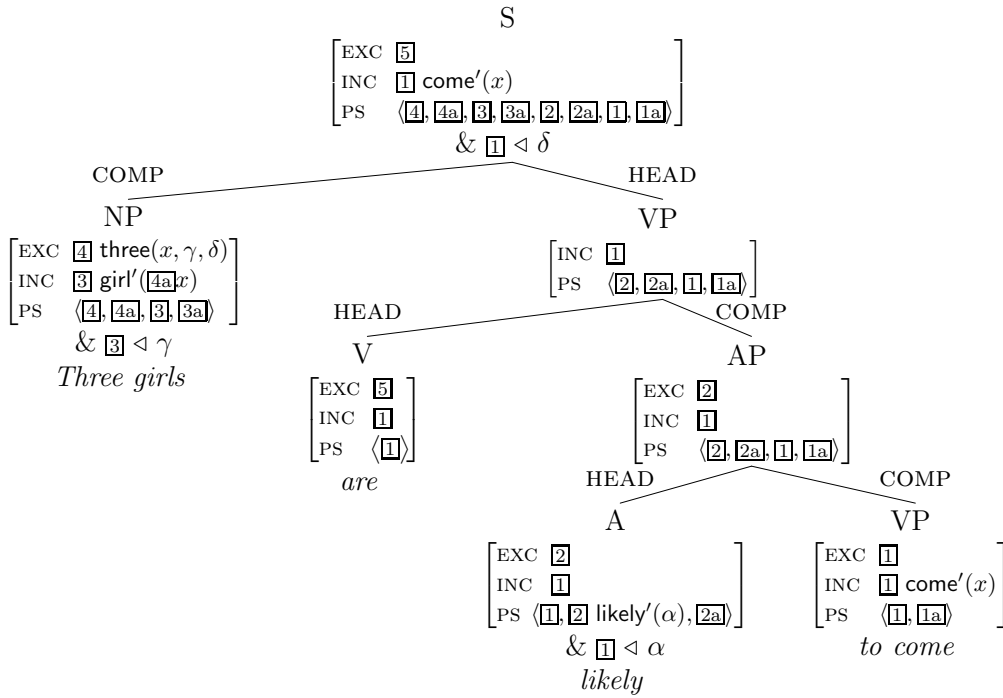 S
EXC 5
INC 1 come′(x)
PS ⟨4, 4a, 3, 3a, 2, 2a, 1, 1a⟩
& 1 ◁ δ
COMP HEAD
NP VP
EXC 4 three(x, γ, δ)
INC 3 girl′(4a x)
PS ⟨4, 4a, 3, 3a⟩
& 3 ◁ γ
Three girls
INC 1
PS ⟨2, 2a, 1, 1a⟩
HEAD COMP
V AP
EXC 5
INC 1
PS ⟨1⟩
are
EXC 2
INC 1
PS ⟨2, 2a, 1, 1a⟩
HEAD COMP
A VP
EXC 2
INC 1
PS ⟨1, 2 likely′(α), 2a⟩
& 1 ◁ α
likely
EXC 1
INC 1 come′(x)
PS ⟨1, 1a⟩
to come